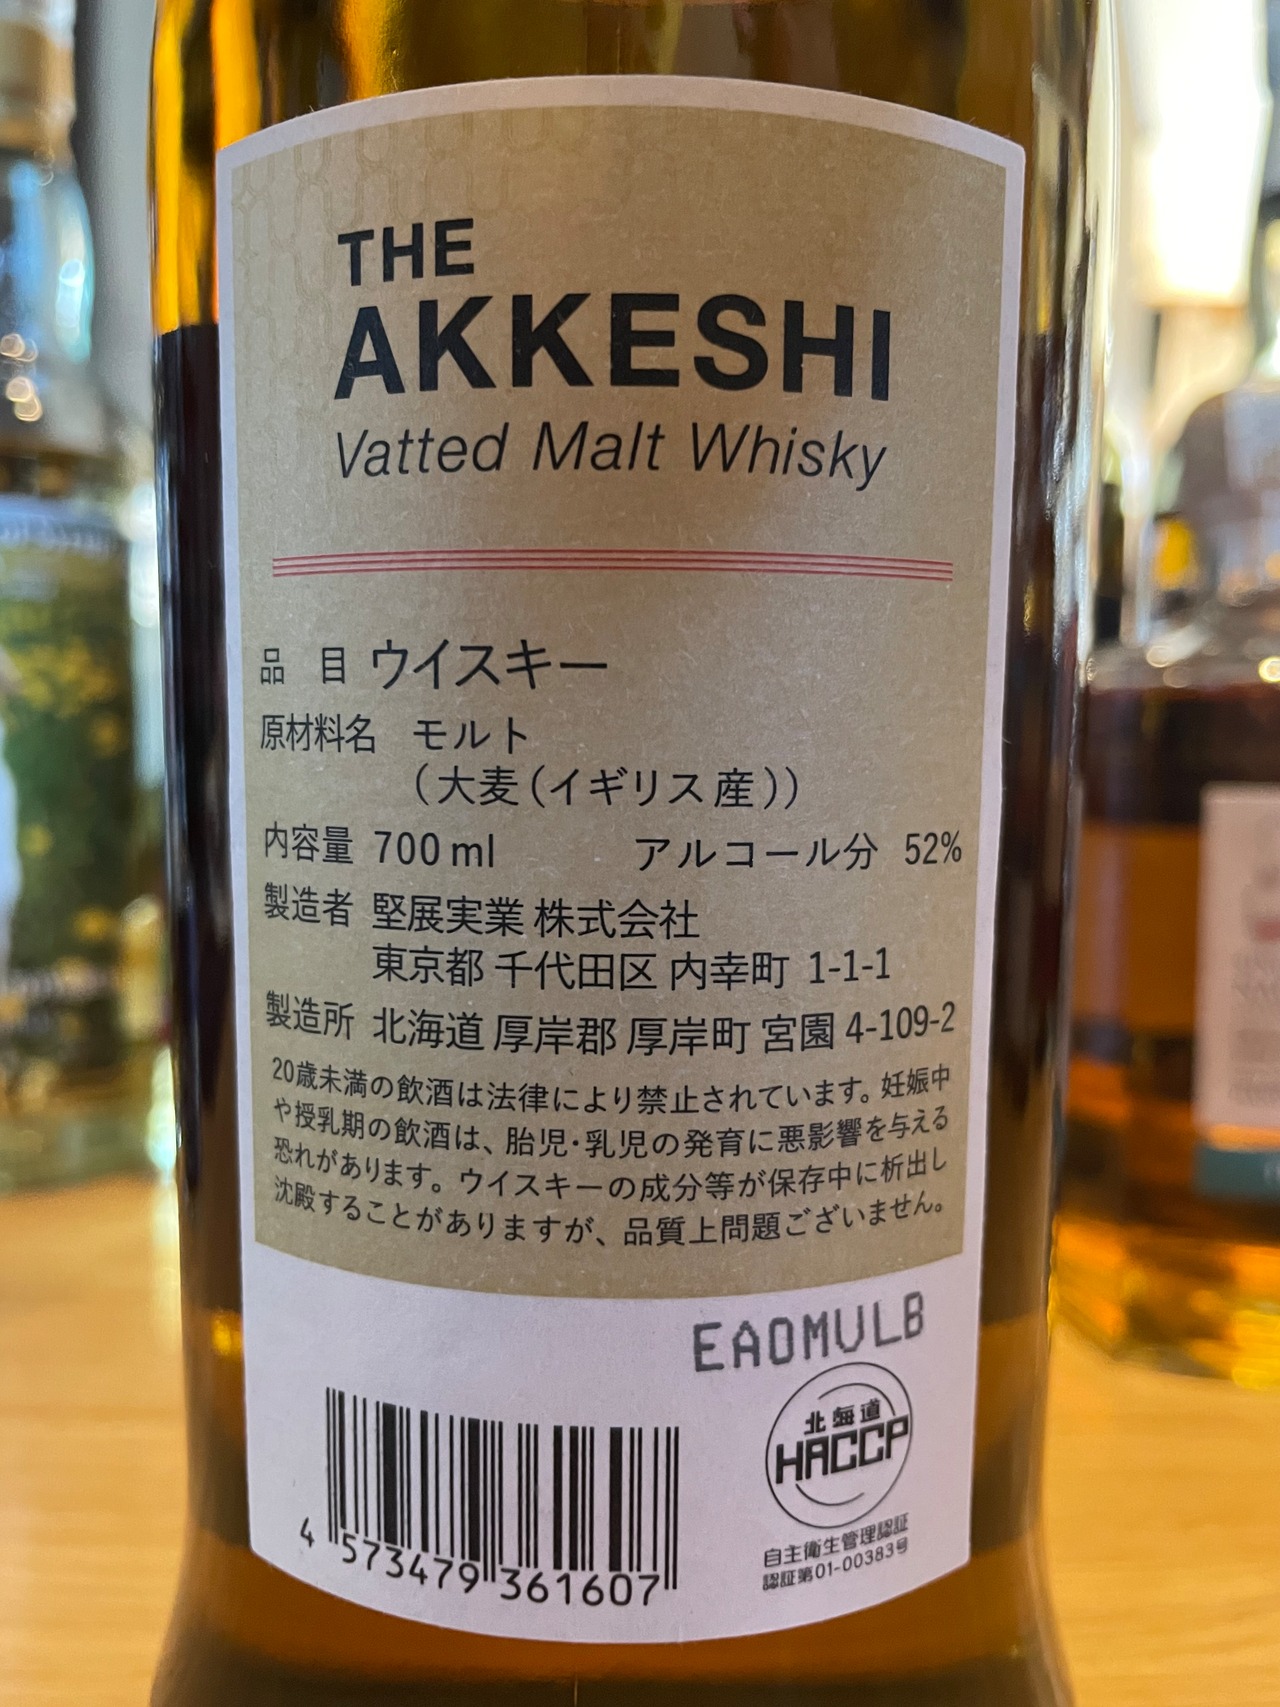 THE
AKKESHI
Vatted Malt Whisky
品 目 ウイスキー
原材料名 モルト
（大麦（イギリス産））
内容量 700ml アルコール分 52%
製造者 堅展実業 株式会社
東京都 千代田区 内幸町 1-1-1
製造所 北海道 厚岸郡 厚岸町 宮園 4-109-2
20歳未満の飲酒は法律により禁止されています。妊娠中
や授乳期の飲酒は、胎児・乳児の発育に悪影響を与える
恐れがあります。ウイスキーの成分等が保存中に析出し
沈殿することがありますが、品質上問題ございません。
EAOMVLB
北海道
HACCP
自主衛生管理認証
認証第01-00383号
4 573479 361607